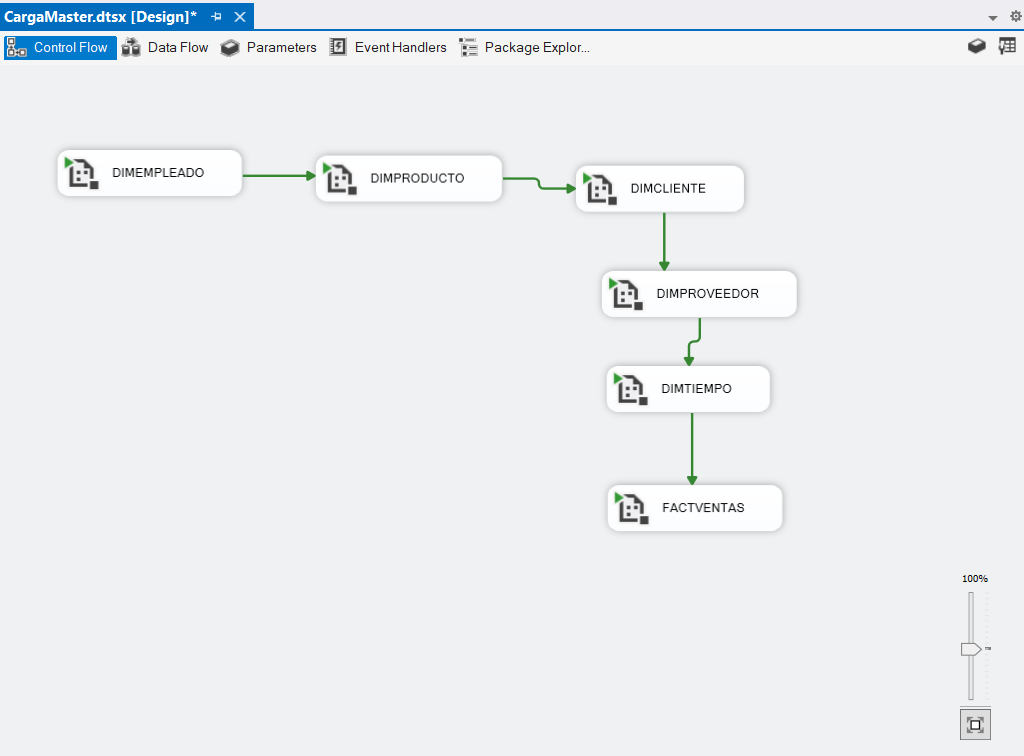 CargaMaster.dtsx [Design]*
Control Flow
Data Flow
Parameters
Event Handlers
Package Explor...
DIMEMPLEADO
DIMPRODUCTO
DIMCLIENTE
DIMPROVEEDOR
DIMTIEMPO
FACTVENTAS
100%